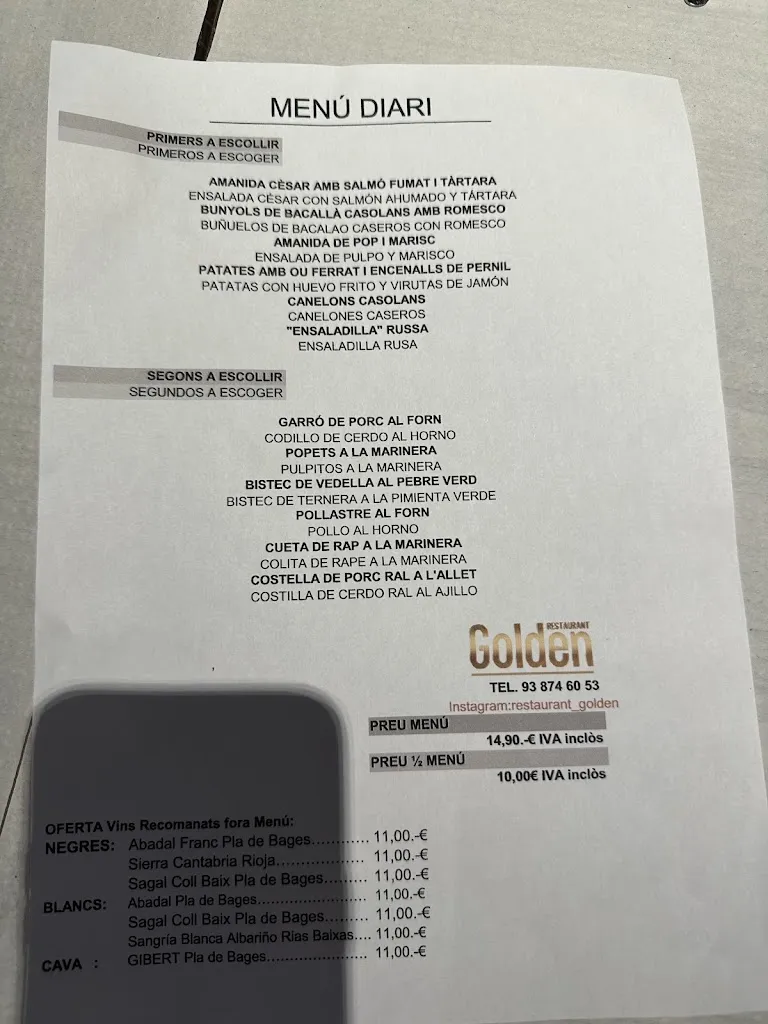 MENÚ DIARI
PRIMERS A ESCOLLIR
PRIMEROS A ESCOGER
AMANIDA CÈSAR AMB SALMÓ FUMAT I TÀRTARA
ENSALADA CÉSAR CON SALMÓN AHUMADO Y TÁRTARA
BUNYOLS DE BACALLÀ CASOLANS AMB ROMESCO
BUÑUELOS DE BACALAO CASEROS CON ROMESCO
AMANIDA DE POP I MARISC
ENSALADA DE PULPO Y MARISCO
PATATES AMB OU FERRAT I ENCENALLS DE PERNIL
PATATAS CON HUEVO FRITO Y VIRUTAS DE JAMÓN
CANELONS CASOLANS
CANELONES CASEROS
"ENSALADILLA" RUSSA
ENSALADILLA RUSA
SEGONS A ESCOLLIR
SEGUNDOS A ESCOGER
GARRÓ DE PORC AL FORN
CODILLO DE CERDO AL HORNO
POPETS A LA MARINERA
PULPITOS A LA MARINERA
BISTEC DE VEDELLA AL PEBRE VERD
BISTEC DE TERNERA A LA PIMIENTA VERDE
POLLASTRE AL FORN
POLLO AL HORNO
CUETA DE RAP A LA MARINERA
COLITA DE RAPE A LA MARINERA
COSTELLA DE PORC RAL A L'ALLET
COSTILLA DE CERDO RAL AL AJILLO
RESTAURANT
Golden
TEL. 93 874 60 53
Instagram:restaurant_golden
PREU MENÚ
14,90.-€ IVA inclòs
PREU ½ MENÚ
10,00€ IVA inclòs
OFERTA Vins Recomanats fora Menú:
NEGRES: Abadal Franc Pla de Bages............ 11,00.-€
Sierra Cantabria Rioja.................. 11,00.-€
Sagal Coll Baix Pla de Bages......... 11,00.-€
BLANCS: Abadal Pla de Bages...................... 11,00.-€
Sagal Coll Baix Pla de Bages......... 11,00.-€
Sangría Blanca Albariño Rias Baixas.... 11,00.-€
CAVA : GIBERT Pla de Bages.................... 11,00.-€